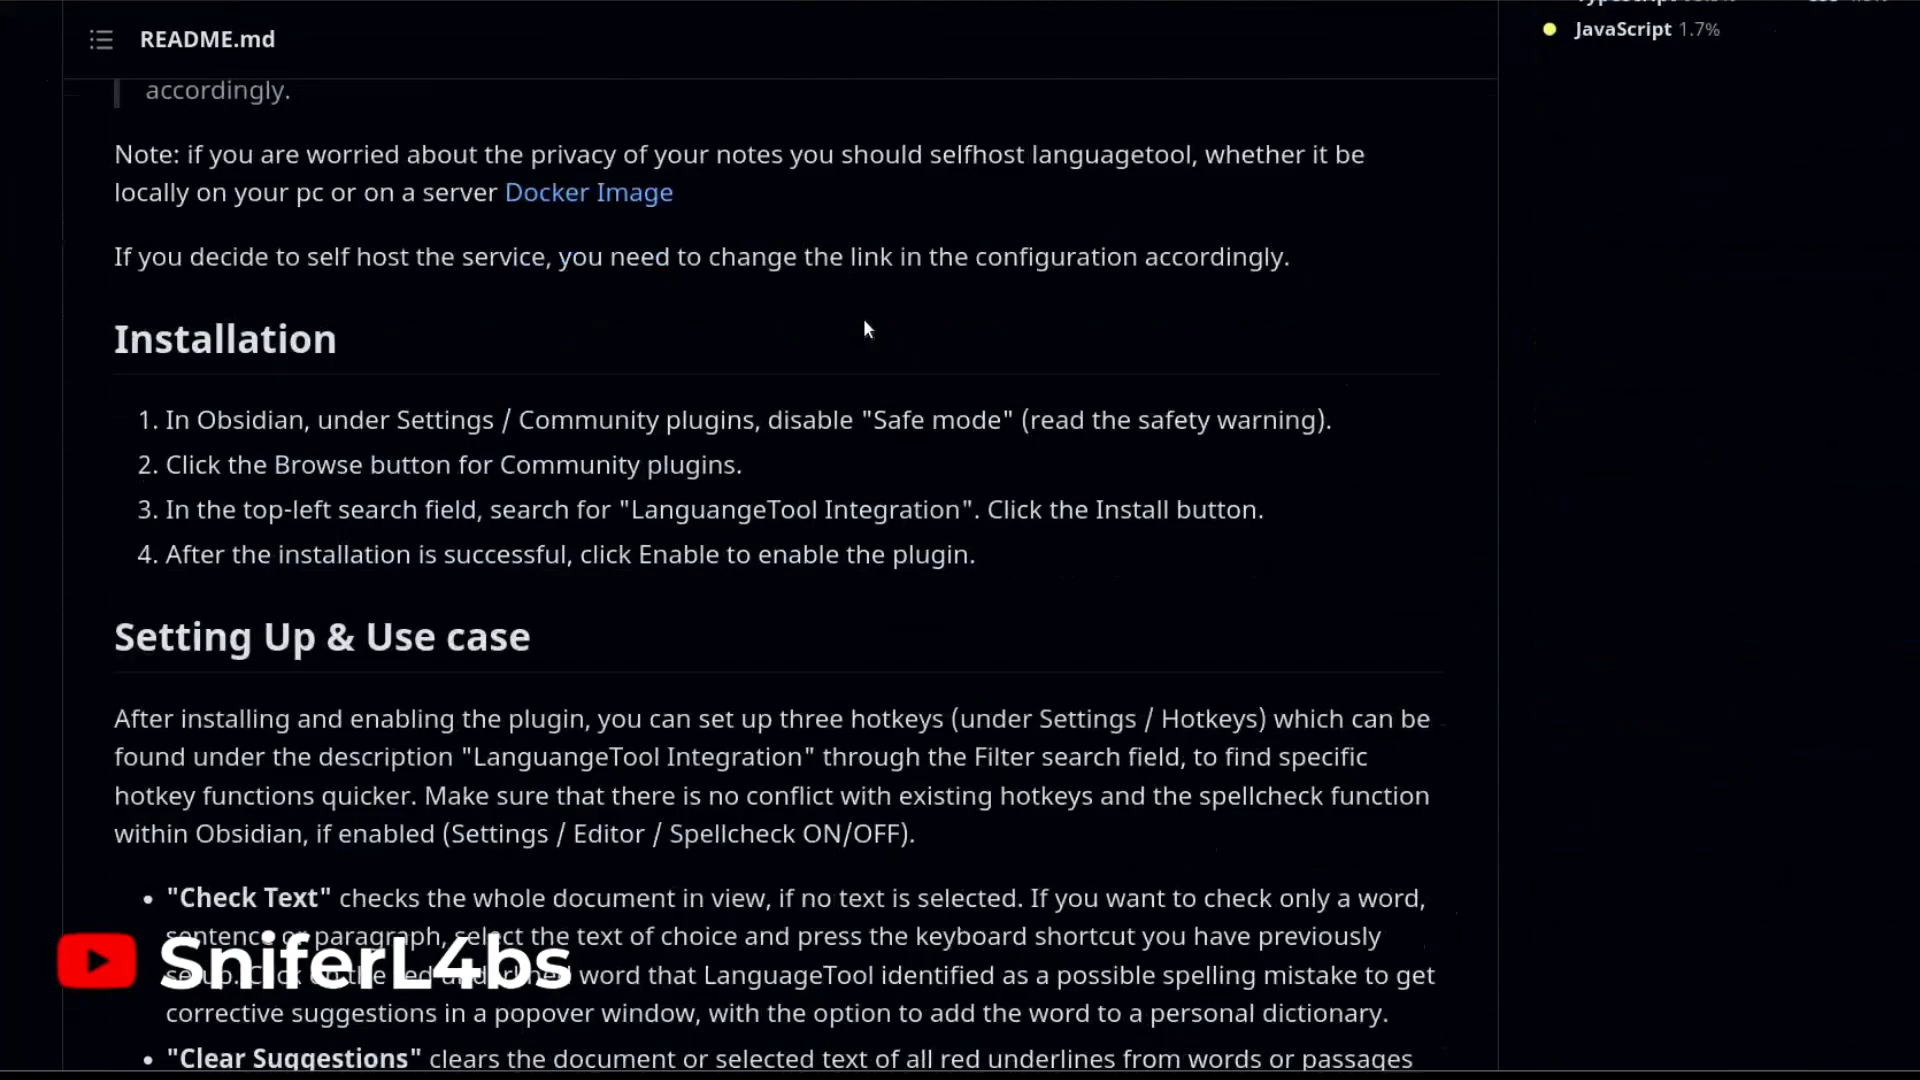 JavaScript 1.7%
README.md
accordingly.
Note: if you are worried about the privacy of your notes you should selfhost languagetool, whether it be
locally on your pc or on a server Docker Image
If you decide to self host the service, you need to change the link in the configuration accordingly.
Installation
1. In Obsidian, under Settings / Community plugins, disable "Safe mode" (read the safety warning).
2. Click the Browse button for Community plugins.
3. In the top-left search field, search for "LanguangeTool Integration". Click the Install button.
4. After the installation is successful, click Enable to enable the plugin.
Setting Up & Use case
After installing and enabling the plugin, you can set up three hotkeys (under Settings / Hotkeys) which can be
found under the description "LanguangeTool Integration" through the Filter search field, to find specific
hotkey functions quicker. Make sure that there is no conflict with existing hotkeys and the spellcheck function
within Obsidian, if enabled (Settings / Editor / Spellcheck ON/OFF).
• "Check Text" checks the whole document in view, if no text is selected. If you want to check only a word,
sentence or paragraph, select the text of choice and press the keyboard shortcut you have previously
SniferL4bs
word that LanguageTool identified as a possible spelling mistake to get
corrective suggestions in a popover window, with the option to add the word to a personal dictionary.
• "Clear Suggestions" clears the document or selected text of all red underlines from words or passages